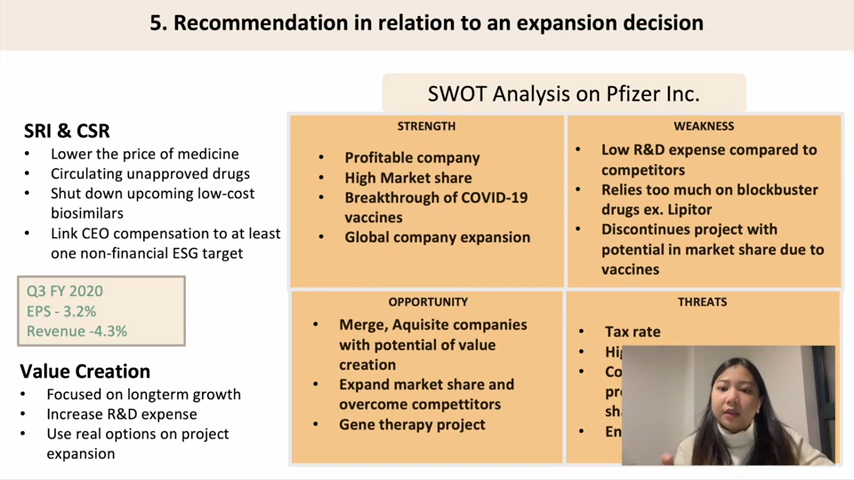 5. Recommendation in relation to an expansion decision
SWOT Analysis on Pfizer Inc.
SRI & CSR
• Lower the price of medicine
• Circulating unapproved drugs
• Shut down upcoming low-cost
biosimilars
• Link CEO compensation to at least
one non-financial ESG target
Q3 FY 2020
EPS - 3.2%
Revenue -4.3%
Value Creation
• Focused on longterm growth
• Increase R&D expense
• Use real options on project
expansion
STRENGTH
• Profitable company
• High Market share
• Breakthrough of COVID-19
vaccines
• Global company expansion
WEAKNESS
• Low R&D expense compared to
competitors
• Relies too much on blockbuster
drugs ex. Lipitor
• Discontinues project with
potential in market share due to
vaccines
OPPORTUNITY
• Merge, Aquisite companies
with potential of value
creation
• Expand market share and
overcome competitors
• Gene therapy project
THREATS
• Tax rate